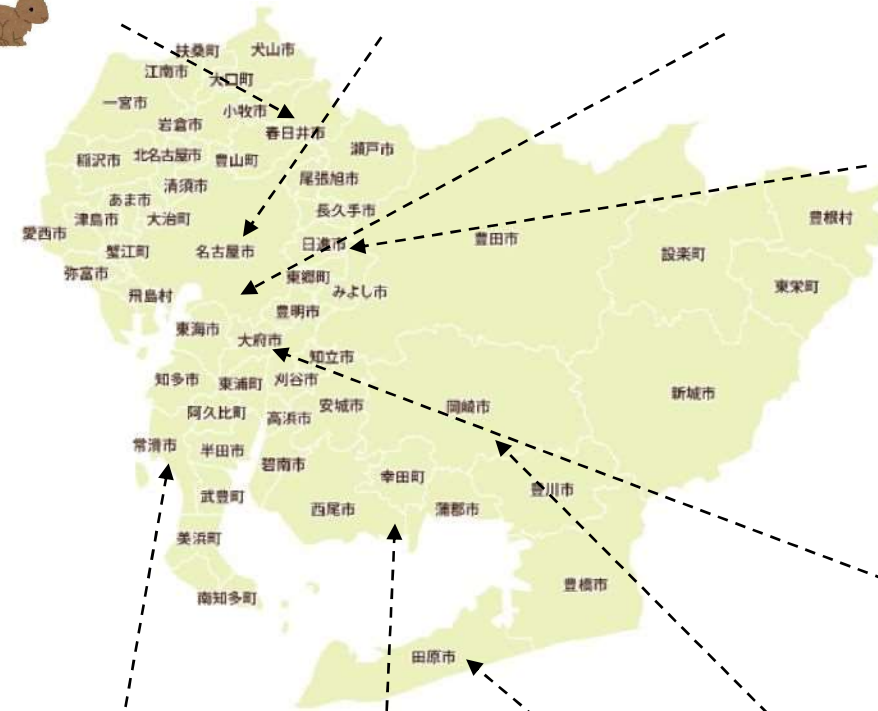 扶桑町
犬山市
江南市
大口町
一宮市
小牧市
岩倉市
春日井市
瀬戸市
稲沢市
北名古屋市
豊山町
尾張旭市
清須市
あま市
長久手市
津島市
大治町
豊根村
愛西市
名古屋市
日進市
豊田市
蟹江町
設楽町
弥富市
東郷町
東栄町
みよし市
飛島村
豊明市
東海市
大府市
知立市
知多市
東浦町
刈谷市
新城市
安城市
岡崎市
阿久比町
高浜市
常滑市
半田市
碧南市
幸田町
豊川市
武豊町
西尾市
蒲郡市
美浜町
豊橋市
南知多町
田原市